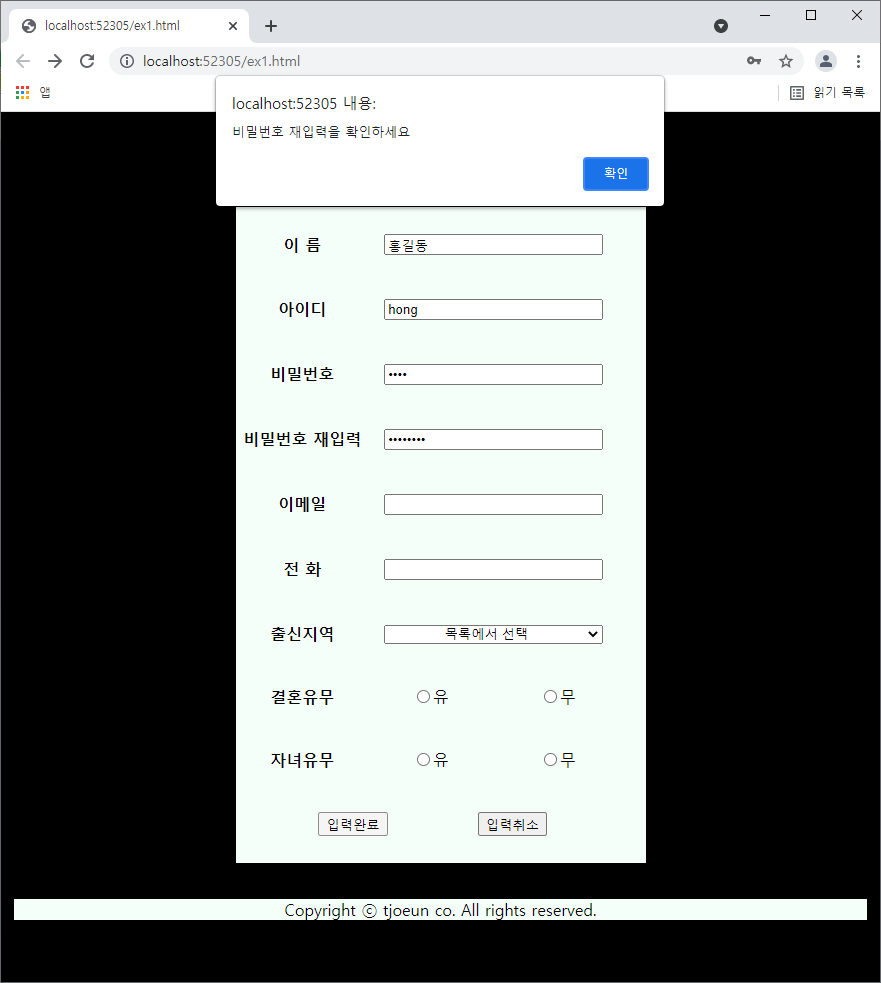 localhost:52305/ex1.html
localhost:52305/ex1.html
앱
읽기 목록
localhost:52305 내용:
비밀번호 재입력을 확인하세요
확인
이 름 홍길동
아이디 hong
비밀번호 ••••
비밀번호 재입력 ••••••••
이메일
전 화
출신지역 목록에서 선택
결혼유무 유 무
자녀유무 유 무
입력완료 입력취소
Copyright ⓒ tjoeun co. All rights reserved.